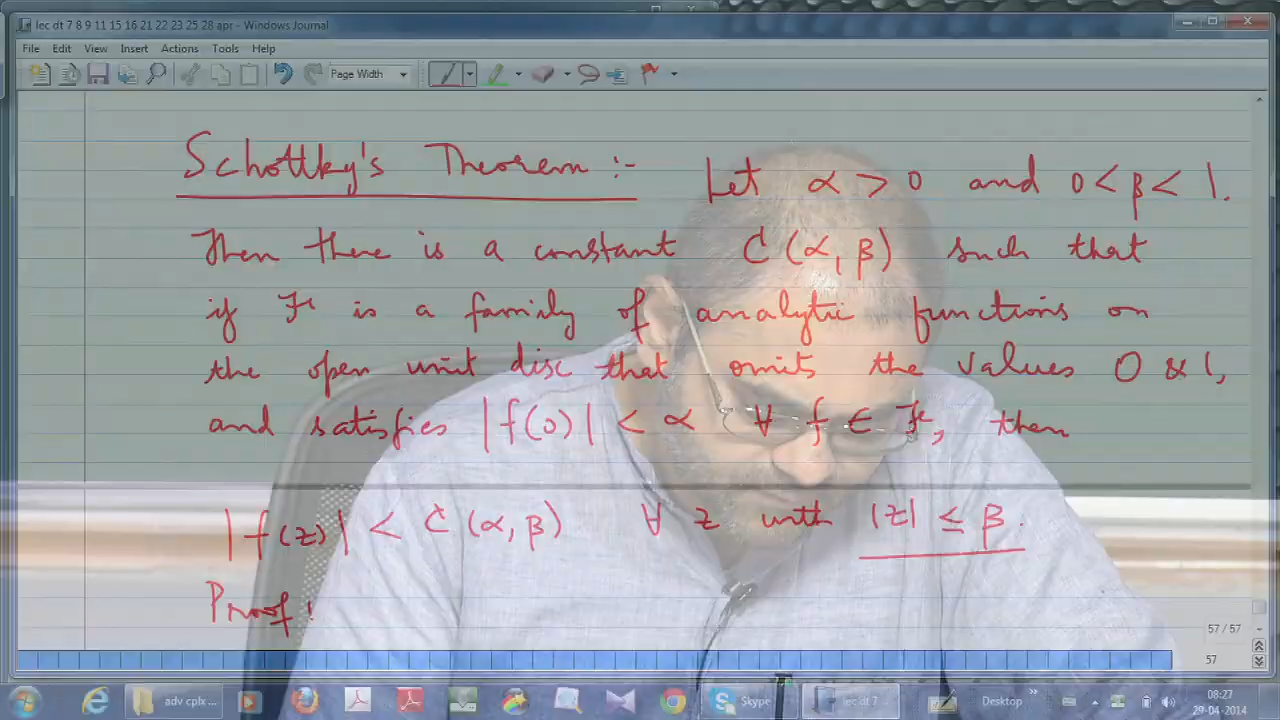 lec dt 7 8 9 11 15 16 21 22 23 25 28 apr - Windows Journal
File Edit View Insert Actions Tools Help
Page Width
Schottky's Theorem :- Let α > 0 and 0 < β < 1.
Then there is a constant C(α, β) such that
if ℱ is a family of analytic functions on
the open unit disc that omits the values 0 & 1,
and satisfies |f(0)| < α ∀ f ∈ ℱ, then
|f(z)| < C(α, β) ∀ z with |z| ≤ β.
Proof:
57 / 57
57
adv cplx ...
Skype
lec dt 7 ...
Desktop
08:27
29-04-2014